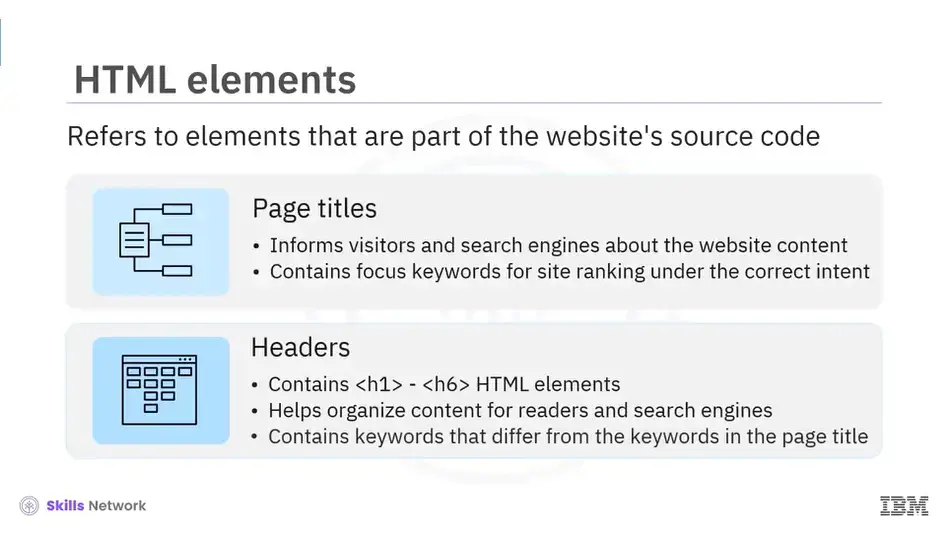 HTML elements
Refers to elements that are part of the website's source code
Page titles
• Informs visitors and search engines about the website content
• Contains focus keywords for site ranking under the correct intent
Headers
• Contains <h1> - <h6> HTML elements
• Helps organize content for readers and search engines
• Contains keywords that differ from the keywords in the page title
Skills Network
IBM